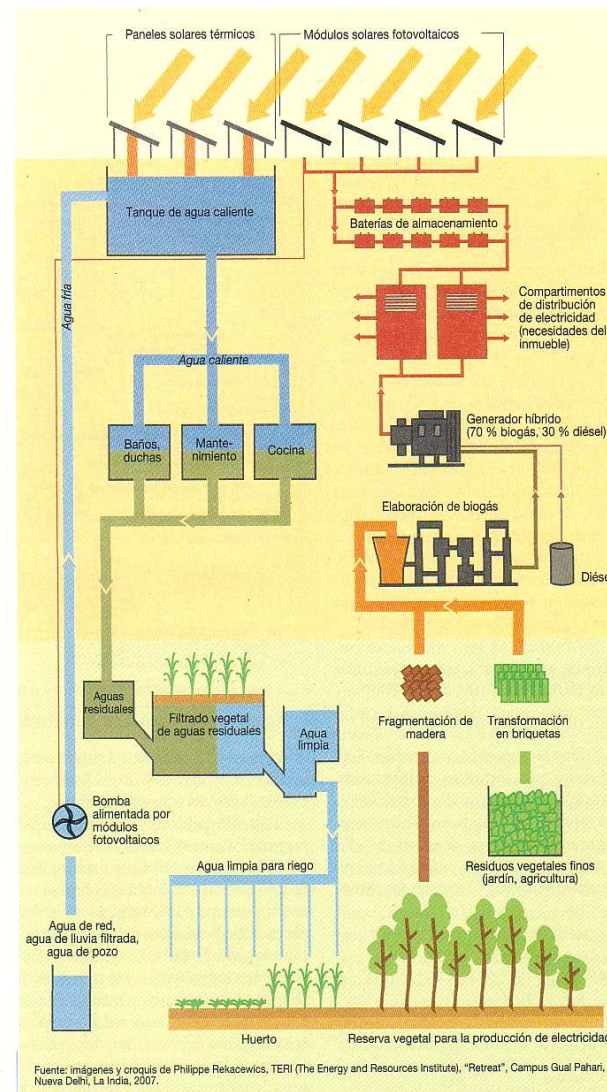 Paneles solares térmicos
Módulos solares fotovoltaicos
Tanque de agua caliente
Baterías de almacenamiento
Agua fría
Compartimentos
de distribución
de electricidad
(necesidades del
inmueble)
Agua caliente
Generador híbrido
(70 % biogás, 30 % diésel)
Baños,
duchas
Mante-
nimiento
Cocina
Elaboración de biogás
Diése
Aguas
residuales
Filtrado vegetal
de aguas residuales
Agua
limpia
Fragmentación de
madera
Transformación
en briquetas
Bomba
alimentada por
módulos
fotovoltaicos
Agua limpia para riego
Residuos vegetales finos
(jardín, agricultura)
Agua de red,
agua de lluvia filtrada,
agua de pozo
Huerto
Reserva vegetal para la producción de electricidad
Fuente: imágenes y croquis de Philippe Rekacewics, TERI (The Energy and Resources Institute), “Retreat”, Campus Gual Pahari,
Nueva Delhi, La India, 2007.